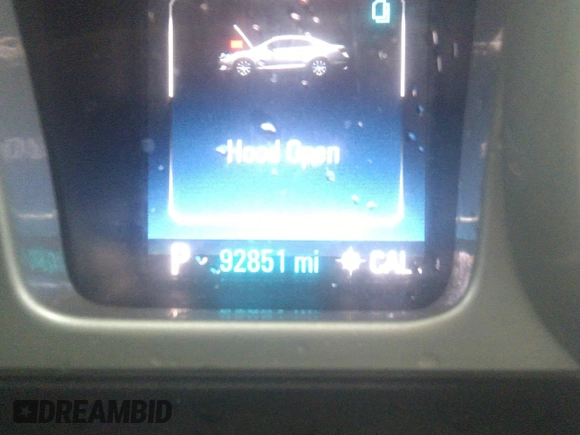 Hood Open
P 92851 mi CAL
DREAMBID